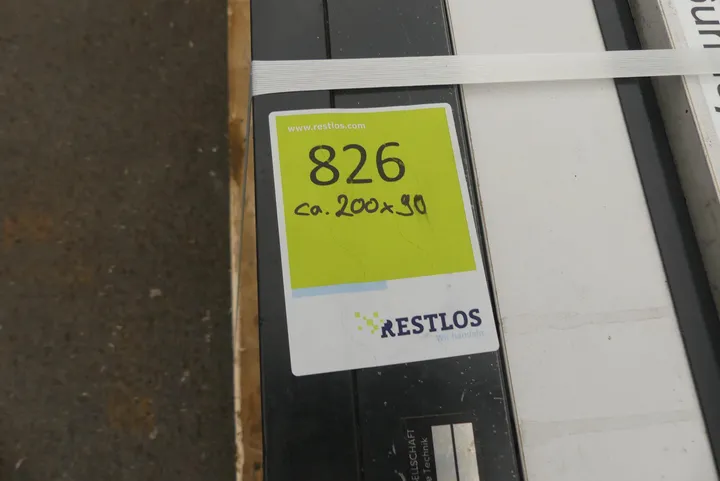 www.restlos.com
826
ca. 200x90
RESTLOS
ELLSCHAFT
e Technik